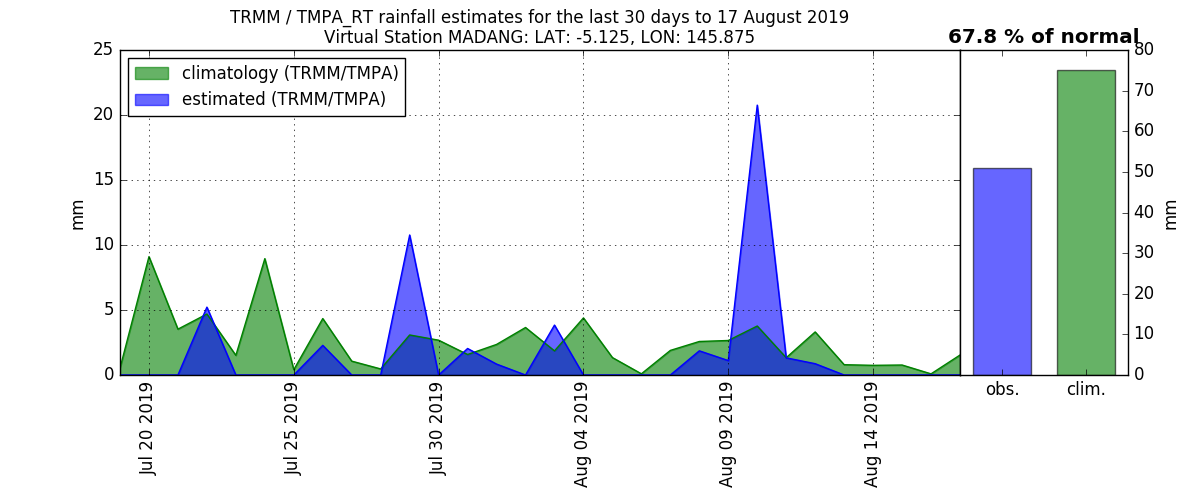 TRMM / TMPA_RT rainfall estimates for the last 30 days to 17 August 2019
Virtual Station MADANG: LAT: -5.125, LON: 145.875
67.8 % of normal
climatology (TRMM/TMPA)
estimated (TRMM/TMPA)
25
20
15
10
5
0
mm
Jul 20 2019
Jul 25 2019
Jul 30 2019
Aug 04 2019
Aug 09 2019
Aug 14 2019
80
70
60
50
40
30
20
10
0
mm
obs.
clim.